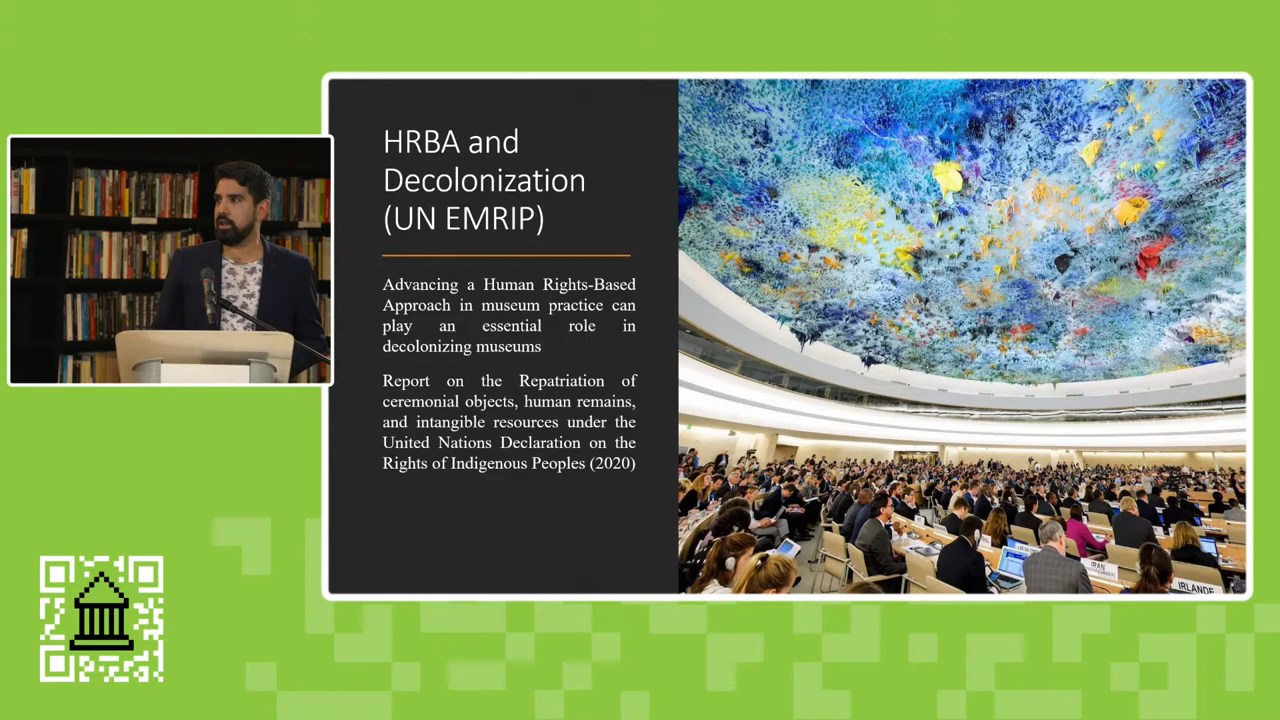 HRBA and
Decolonization
(UN EMRIP)
Advancing a Human Rights-Based
Approach in museum practice can
play an essential role in
decolonizing museums
Report on the Repatriation of
ceremonial objects, human remains,
and intangible resources under the
United Nations Declaration on the
Rights of Indigenous Peoples (2020)
IRAN
IRLANDE